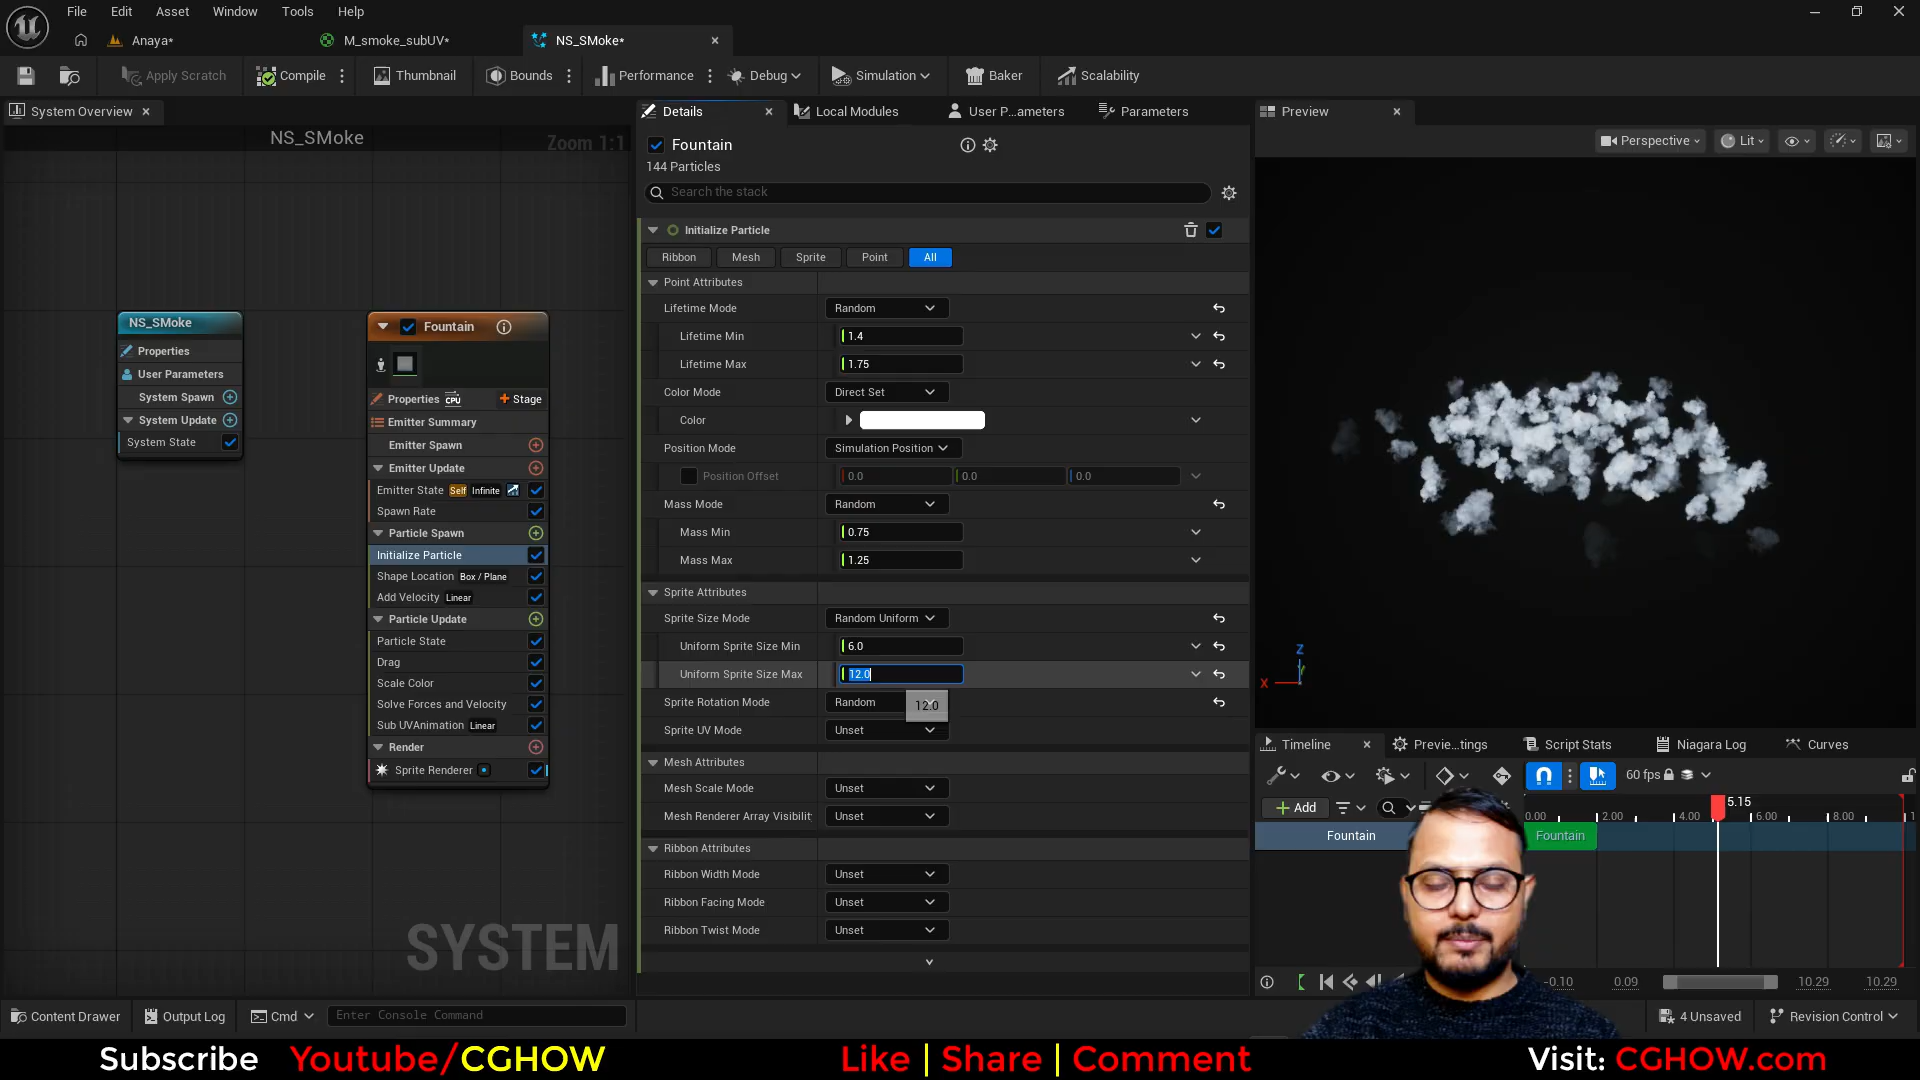 File Edit Asset Window Tools Help
Anaya* M_smoke_subUV* NS_SMoke*
Apply Scratch Compile Thumbnail Bounds Performance Debug Simulation Baker Scalability
System Overview
NS_SMoke
Zoom 1:1
NS_SMoke
Properties
User Parameters
System Spawn
System Update
System State
Fountain
Properties CPU Stage
Emitter Summary
Emitter Spawn
Emitter Update
Emitter State Self Infinite
Spawn Rate
Particle Spawn
Initialize Particle
Shape Location Box / Plane
Add Velocity Linear
Particle Update
Particle State
Drag
Scale Color
Solve Forces and Velocity
Sub UVAnimation Linear
Render
Sprite Renderer
SYSTEM
Details Local Modules User P...ameters Parameters
Fountain
144 Particles
Search the stack
Initialize Particle
Ribbon Mesh Sprite Point All
Point Attributes
Lifetime Mode Random
Lifetime Min 1.4
Lifetime Max 1.75
Color Mode Direct Set
Color
Position Mode Simulation Position
Position Offset 0.0 0.0 0.0
Mass Mode Random
Mass Min 0.75
Mass Max 1.25
Sprite Attributes
Sprite Size Mode Random Uniform
Uniform Sprite Size Min 6.0
Uniform Sprite Size Max 12.0
Sprite Rotation Mode Random
12.0
Sprite UV Mode Unset
Mesh Attributes
Mesh Scale Mode Unset
Mesh Renderer Array Visibilit Unset
Ribbon Attributes
Ribbon Width Mode Unset
Ribbon Facing Mode Unset
Ribbon Twist Mode Unset
Preview
Perspective Lit
Z
X
Timeline Previe...tings Script Stats Niagara Log Curves
60 fps
Add 5.15
0.00 2.00 4.00 6.00 8.00 1
Fountain Fountain
-0.10 0.09 10.29 10.29
Content Drawer Output Log Cmd Enter Console Command 4 Unsaved Revision Control
Subscribe Youtube/CGHOW Like | Share | Comment Visit: CGHOW.com